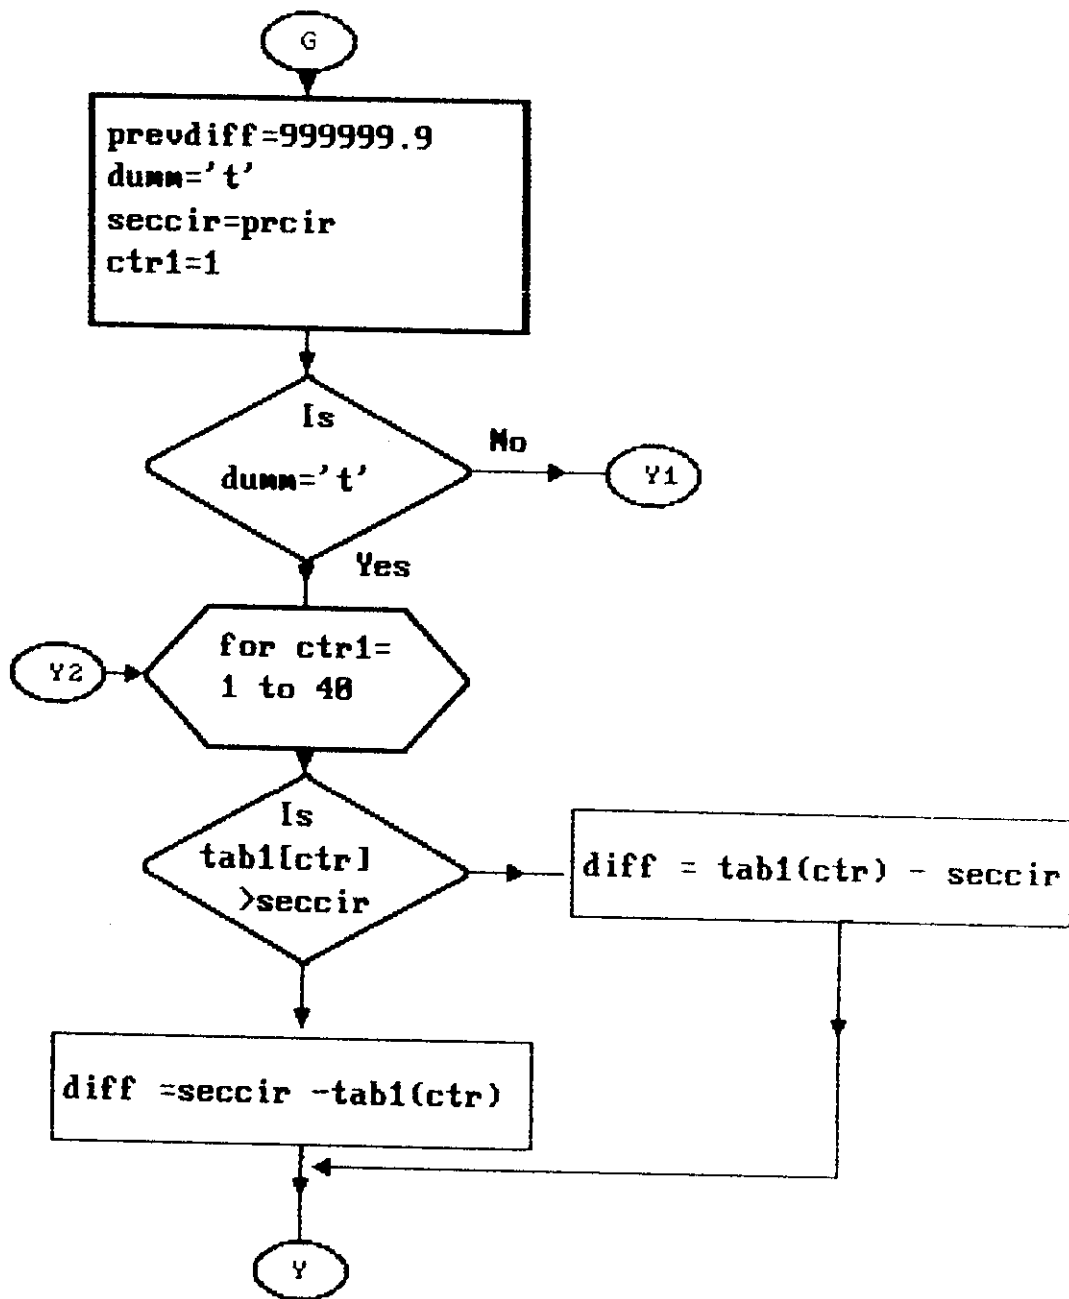 G
prevdiff=999999.9
dumm='t'
seccir=prcir
ctr1=1
Is
dumm='t'
No
Y1
Yes
for ctr1=
1 to 40
Y2
Is
tab1[ctr]
>seccir
diff = tab1(ctr) - seccir
diff =seccir -tab1(ctr)
Y